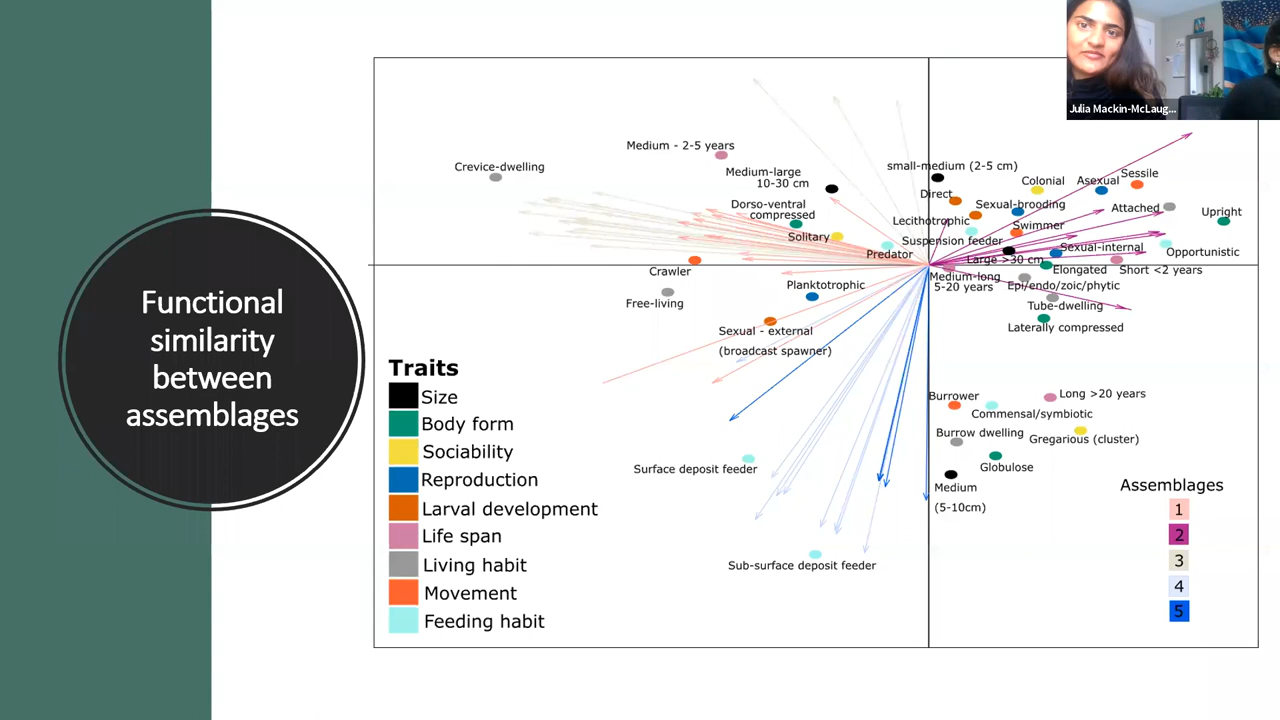 Functional
similarity
between
assemblages
Julia Mackin-McLaug...
Crevice-dwelling
Medium - 2-5 years
Medium-large
10-30 cm
Dorso-ventral
compressed
Solitary
Predator
Crawler
Free-living
Planktotrophic
Sexual - external
(broadcast spawner)
small-medium (2-5 cm)
Direct
Lecithotrophic
Suspension feeder
Colonial
Asexual
Sessile
Sexual-brooding
Attached
Upright
Swimmer
Large >30 cm
Sexual-internal
Opportunistic
Medium-long
5-20 years
Elongated
Short <2 years
Epi/endo/zoic/phytic
Tube-dwelling
Laterally compressed
Burrower
Long >20 years
Commensal/symbiotic
Burrow dwelling
Gregarious (cluster)
Globulose
Medium
(5-10cm)
Surface deposit feeder
Sub-surface deposit feeder
Traits
Size
Body form
Sociability
Reproduction
Larval development
Life span
Living habit
Movement
Feeding habit
Assemblages
1
2
3
4
5